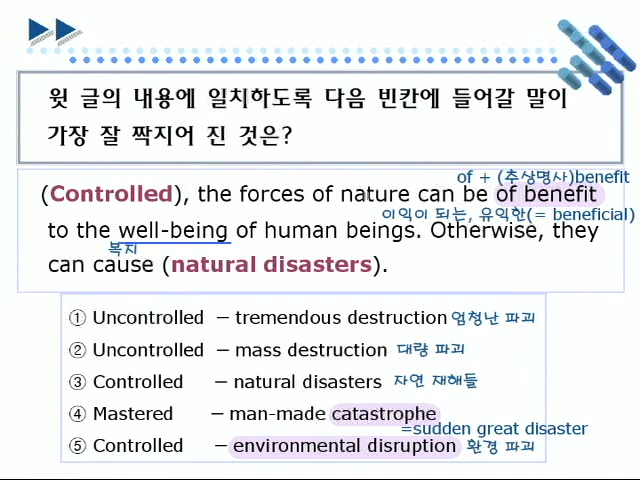 윗 글의 내용에 일치하도록 다음 빈칸에 들어갈 말이
가장 잘 짝지어 진 것은?
of + (추상명사)benefit
(Controlled), the forces of nature can be of benefit
이익이 되는, 유익한(= beneficial)
to the well-being of human beings. Otherwise, they
복지
can cause (natural disasters).
① Uncontrolled – tremendous destruction 엄청난 파괴
② Uncontrolled – mass destruction 대량 파괴
③ Controlled – natural disasters 자연 재해들
④ Mastered – man-made catastrophe
=sudden great disaster
⑤ Controlled – environmental disruption 환경 파괴